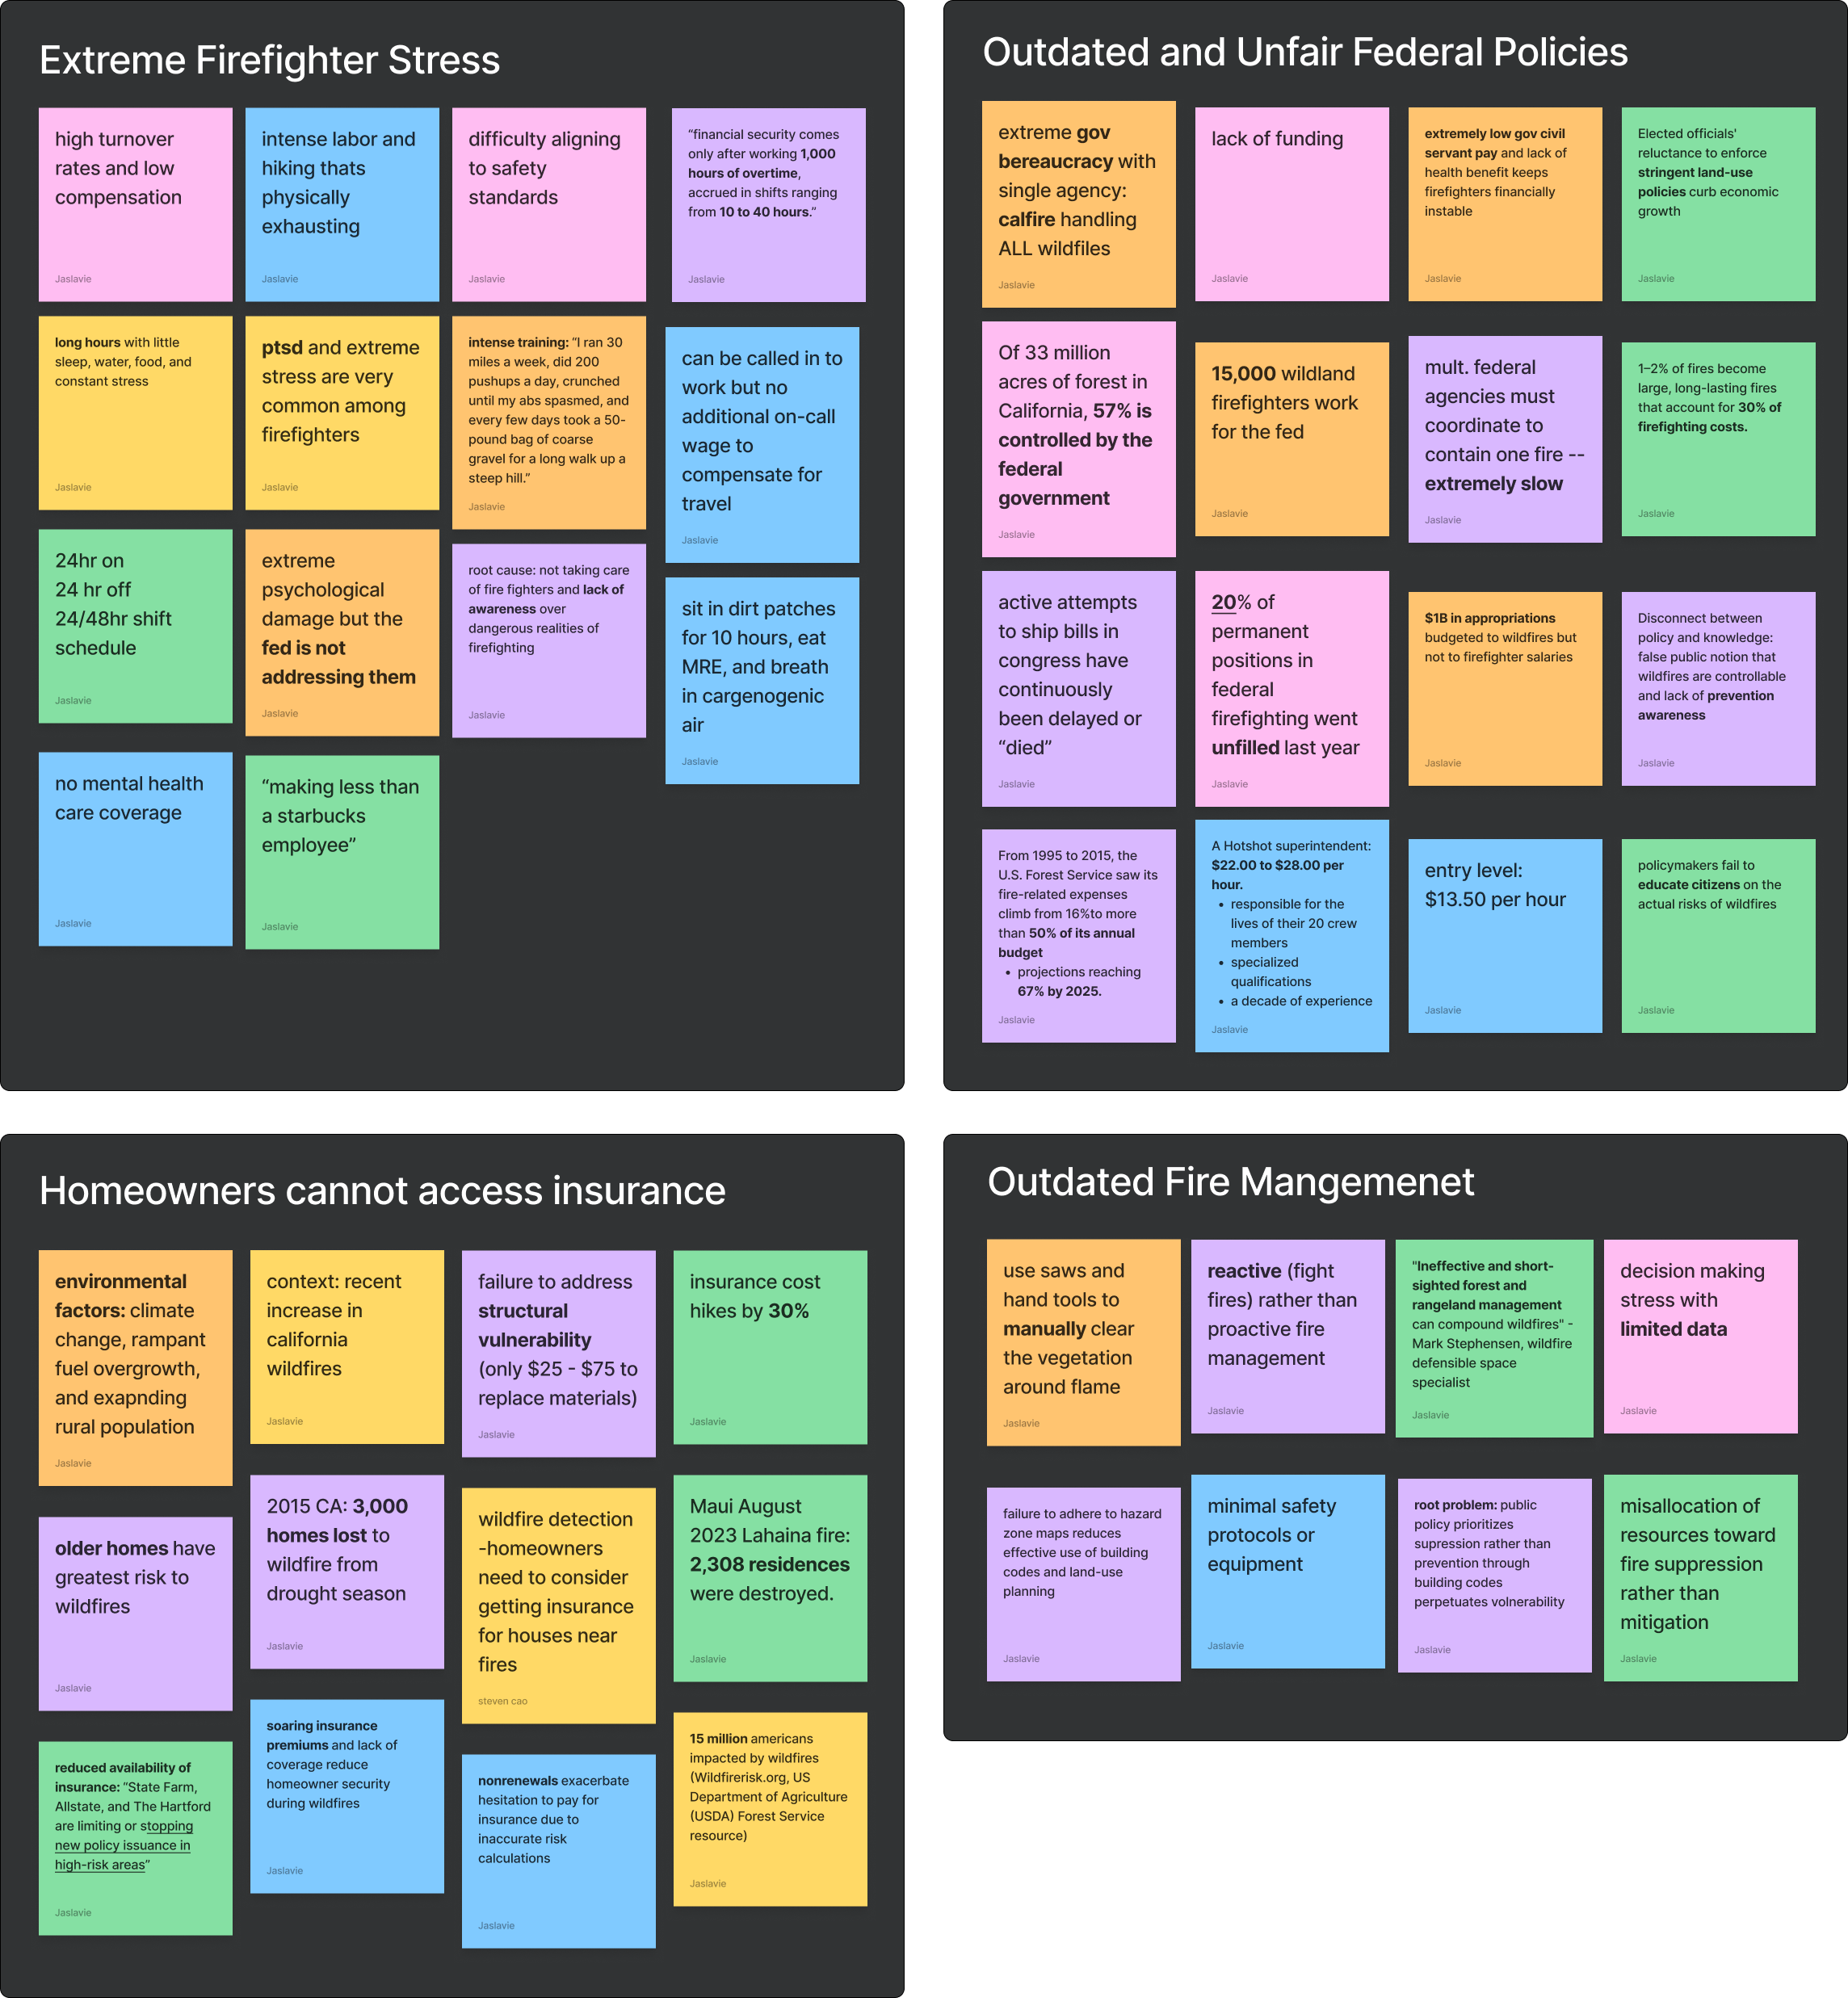 Extreme Firefighter Stress
high turnover
rates and low
compensation
Jaslavie
intense labor and
hiking thats
physically
exhausting
Jaslavie
difficulty aligning
to safety
standards
Jaslavie
“financial security comes
only after working 1,000
hours of overtime,
accrued in shifts ranging
from 10 to 40 hours.”
Jaslavie
long hours with little
sleep, water, food, and
constant stress
Jaslavie
ptsd and extreme
stress are very
common among
firefighters
Jaslavie
intense training: “I ran 30
miles a week, did 200
pushups a day, crunched
until my abs spasmed, and
every few days took a 50-
pound bag of coarse
gravel for a long walk up a
steep hill.”
Jaslavie
can be called in to
work but no
additional on-call
wage to
compensate for
travel
Jaslavie
24hr on
24 hr off
24/48hr shift
schedule
Jaslavie
extreme
psychological
damage but the
fed is not
addressing them
Jaslavie
root cause: not taking care
of fire fighters and lack of
awareness over
dangerous realities of
firefighting
Jaslavie
sit in dirt patches
for 10 hours, eat
MRE, and breath
in cargenogenic
air
Jaslavie
no mental health
care coverage
Jaslavie
“making less than
a starbucks
employee”
Jaslavie
Outdated and Unfair Federal Policies
extreme gov
bereaucracy with
single agency:
calfire handling
ALL wildfiles
Jaslavie
lack of funding
Jaslavie
extremely low gov civil
servant pay and lack of
health benefit keeps
firefighters financially
instable
Jaslavie
Elected officials'
reluctance to enforce
stringent land-use
policies curb economic
growth
Jaslavie
Of 33 million
acres of forest in
California, 57% is
controlled by the
federal
government
Jaslavie
15,000 wildland
firefighters work
for the fed
Jaslavie
mult. federal
agencies must
coordinate to
contain one fire --
extremely slow
Jaslavie
1–2% of fires become
large, long-lasting fires
that account for 30% of
firefighting costs.
Jaslavie
active attempts
to ship bills in
congress have
continuously
been delayed or
“died”
Jaslavie
20% of
permanent
positions in
federal
firefighting went
unfilled last year
Jaslavie
$1B in appropriations
budgeted to wildfires but
not to firefighter salaries
Jaslavie
Disconnect between
policy and knowledge:
false public notion that
wildfires are controllable
and lack of prevention
awareness
Jaslavie
From 1995 to 2015, the
U.S. Forest Service saw its
fire-related expenses
climb from 16%to more
than 50% of its annual
budget
• projections reaching
67% by 2025.
Jaslavie
A Hotshot superintendent:
$22.00 to $28.00 per
hour.
• responsible for the
lives of their 20 crew
members
• specialized
qualifications
• a decade of experience
Jaslavie
entry level:
$13.50 per hour
Jaslavie
policymakers fail to
educate citizens on the
actual risks of wildfires
Jaslavie
Homeowners cannot access insurance
environmental
factors: climate
change, rampant
fuel overgrowth,
and exapnding
rural population
Jaslavie
context: recent
increase in
california
wildfires
Jaslavie
failure to address
structural
vulnerability
(only $25 - $75 to
replace materials)
Jaslavie
insurance cost
hikes by 30%
Jaslavie
older homes have
greatest risk to
wildfires
Jaslavie
2015 CA: 3,000
homes lost to
wildfire from
drought season
Jaslavie
wildfire detection
-homeowners
need to consider
getting insurance
for houses near
fires
steven cao
Maui August
2023 Lahaina fire:
2,308 residences
were destroyed.
Jaslavie
reduced availability of
insurance: “State Farm,
Allstate, and The Hartford
are limiting or stopping
new policy issuance in
high-risk areas”
Jaslavie
soaring insurance
premiums and lack of
coverage reduce
homeowner security
during wildfires
Jaslavie
nonrenewals exacerbate
hesitation to pay for
insurance due to
inaccurate risk
calculations
Jaslavie
15 million americans
impacted by wildfires
(Wildfirerisk.org, US
Department of Agriculture
(USDA) Forest Service
resource)
Jaslavie
Outdated Fire Mangemenet
use saws and
hand tools to
manually clear
the vegetation
around flame
Jaslavie
reactive (fight
fires) rather than
proactive fire
management
Jaslavie
"Ineffective and short-
sighted forest and
rangeland management
can compound wildfires" -
Mark Stephensen, wildfire
defensible space
specialist
Jaslavie
decision making
stress with
limited data
Jaslavie
failure to adhere to hazard
zone maps reduces
effective use of building
codes and land-use
planning
Jaslavie
minimal safety
protocols or
equipment
Jaslavie
root problem: public
policy prioritizes
supression rather than
prevention through
building codes
perpetuates volnerability
Jaslavie
misallocation of
resources toward
fire suppression
rather than
mitigation
Jaslavie